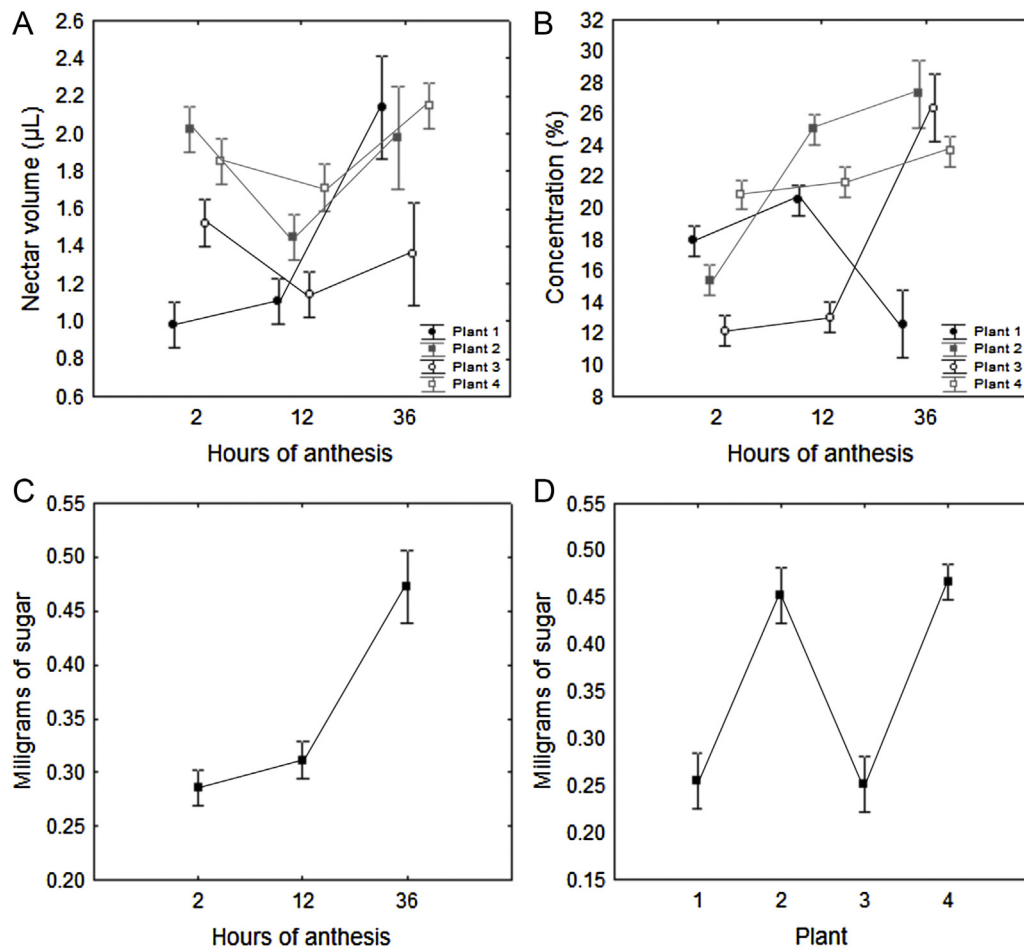 A
2.6
2.4
2.2
2.0
1.8
1.6
1.4
1.2
1.0
0.8
0.6
Nectar volume (µL)
Plant 1
Plant 2
Plant 3
Plant 4
2 12 36
Hours of anthesis
B
32
30
28
26
24
22
20
18
16
14
12
10
8
Concentration (%)
Plant 1
Plant 2
Plant 3
Plant 4
2 12 36
Hours of anthesis
C
0.55
0.50
0.45
0.40
0.35
0.30
0.25
0.20
Miligrams of sugar
2 12 36
Hours of anthesis
D
0.55
0.50
0.45
0.40
0.35
0.30
0.25
0.20
0.15
Miligrams of sugar
1 2 3 4
Plant